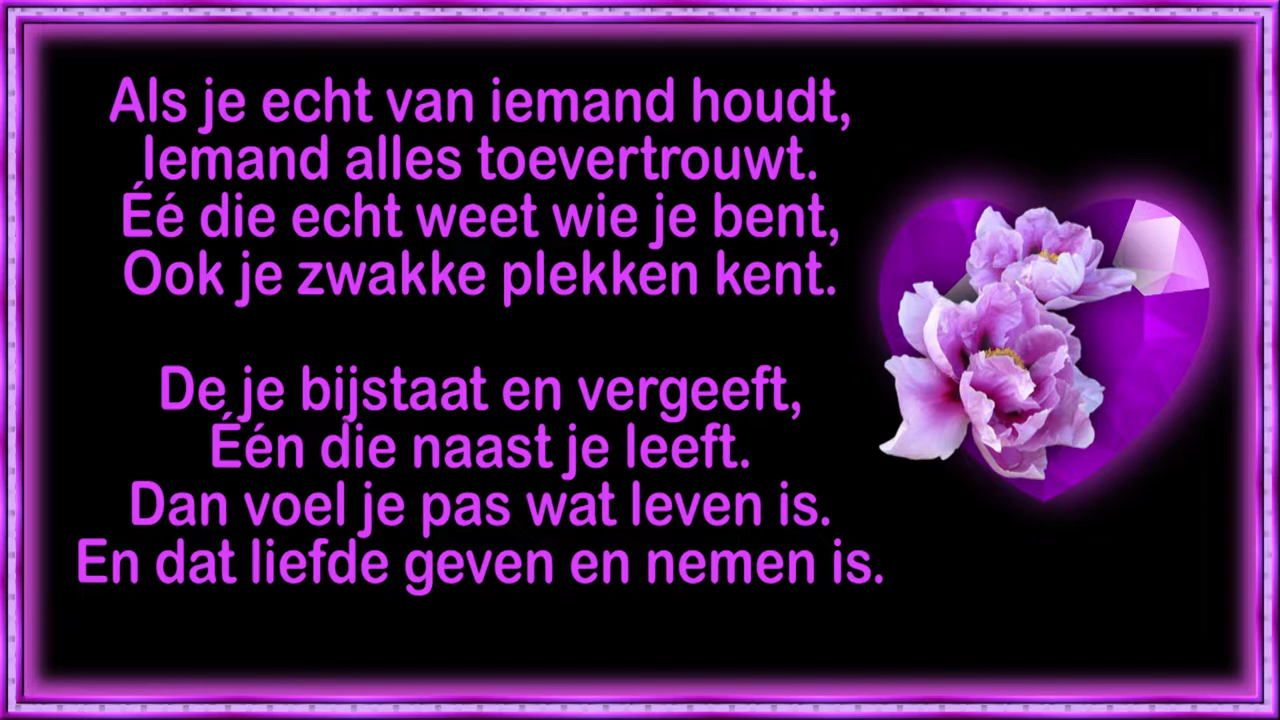 Als je echt van iemand houdt,
Iemand alles toevertrouwt.
Éé die echt weet wie je bent,
Ook je zwakke plekken kent.
De je bijstaat en vergeeft,
Één die naast je leeft.
Dan voel je pas wat leven is.
En dat liefde geven en nemen is.